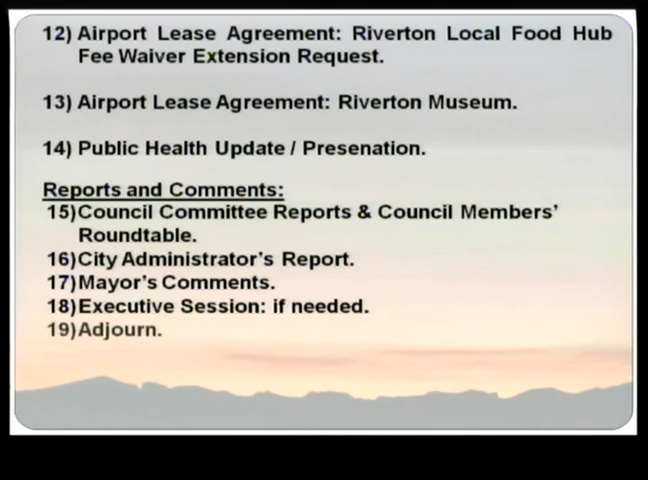 12) Airport Lease Agreement: Riverton Local Food Hub
Fee Waiver Extension Request.
13) Airport Lease Agreement: Riverton Museum.
14) Public Health Update / Presenation.
Reports and Comments:
15)Council Committee Reports & Council Members’
Roundtable.
16)City Administrator’s Report.
17)Mayor’s Comments.
18)Executive Session: if needed.
19)Adjourn.